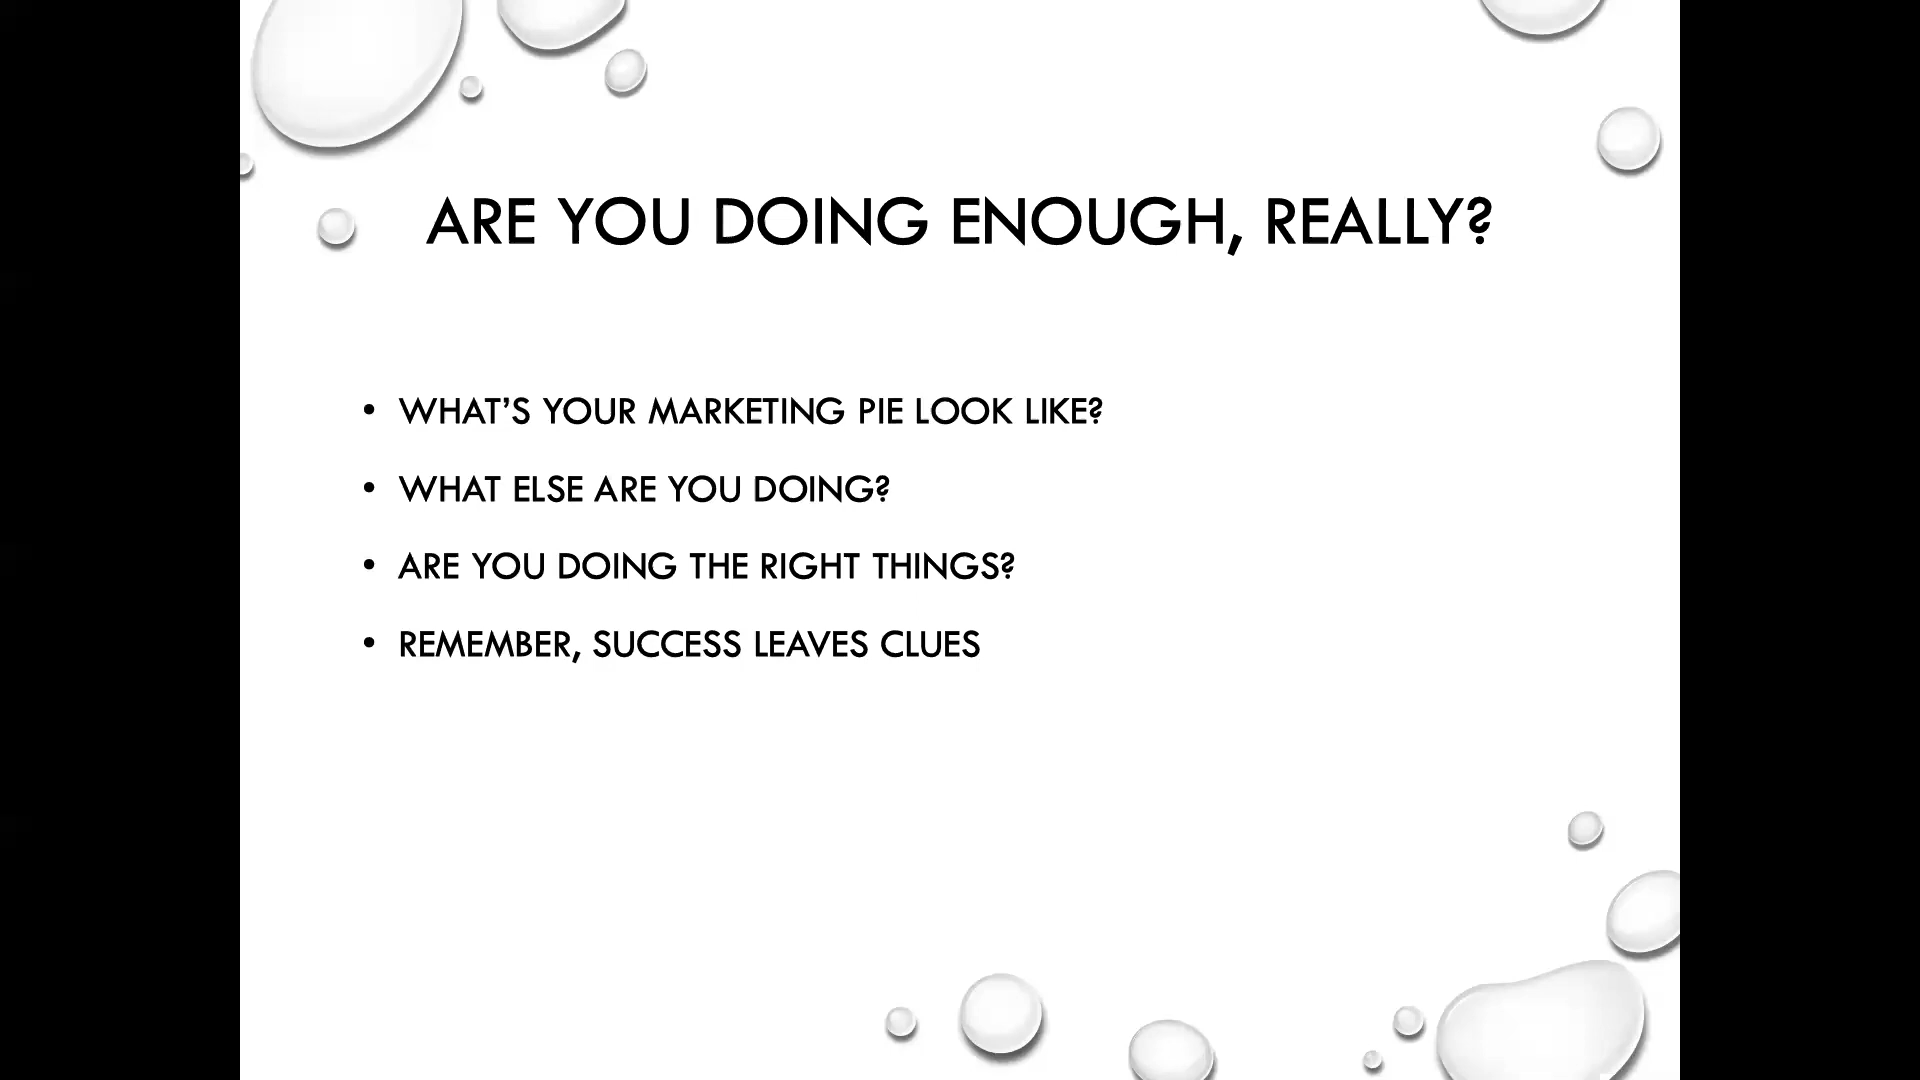 ARE YOU DOING ENOUGH, REALLY?
• WHAT’S YOUR MARKETING PIE LOOK LIKE?
• WHAT ELSE ARE YOU DOING?
• ARE YOU DOING THE RIGHT THINGS?
• REMEMBER, SUCCESS LEAVES CLUES